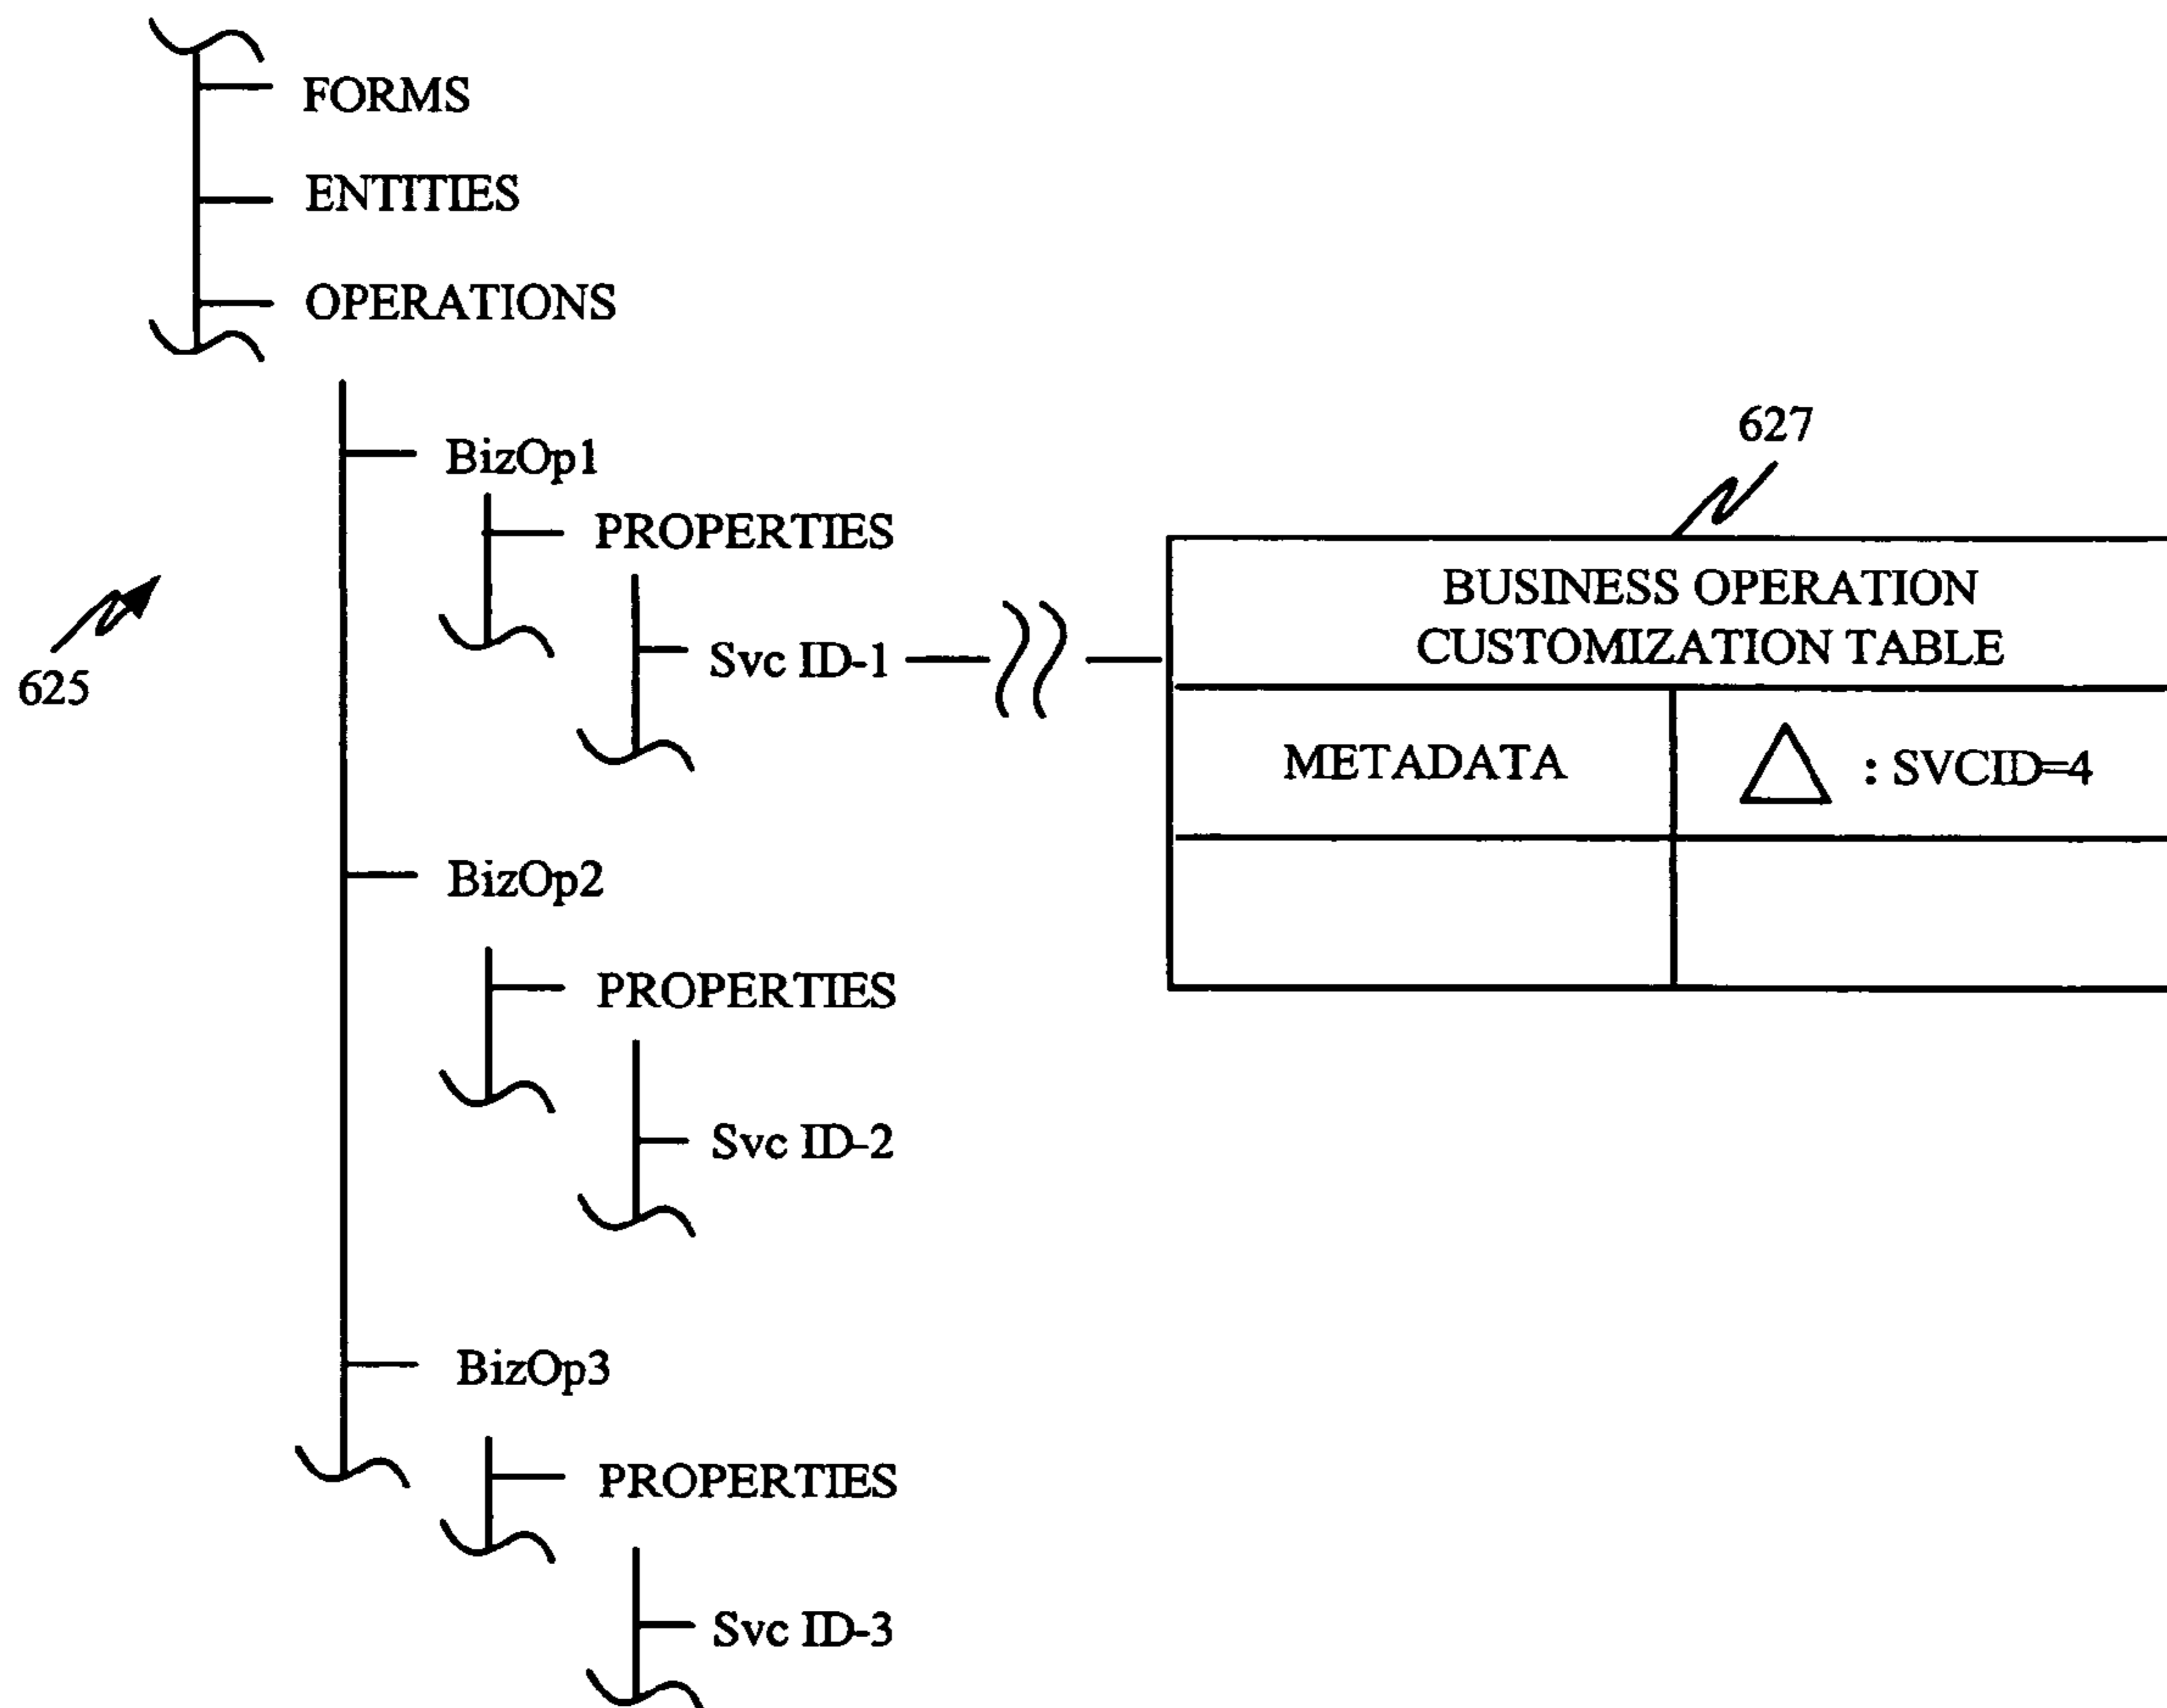 FORMS
ENTITIES
OPERATIONS
BizOp1
PROPERTIES
Svc ID-1
625
627
BUSINESS OPERATION
CUSTOMIZATION TABLE
METADATA
: SVCID=4
BizOp2
PROPERTIES
Svc ID-2
BizOp3
PROPERTIES
Svc ID-3